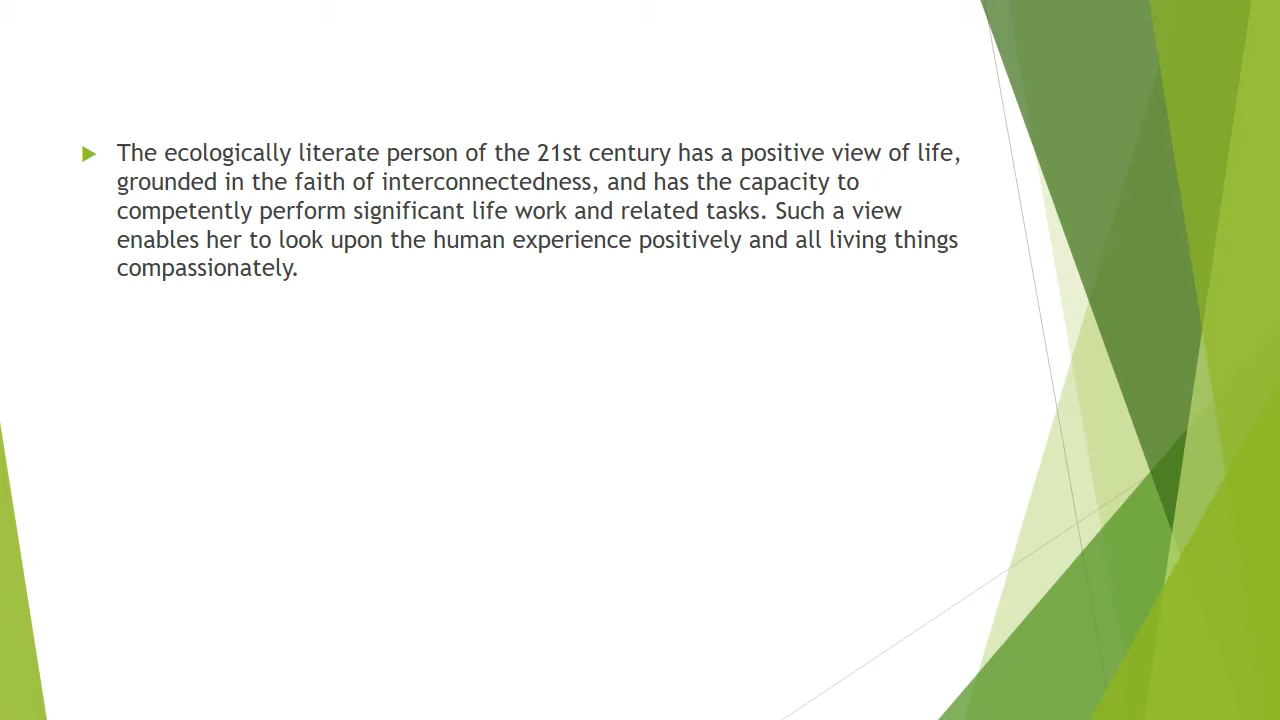 The ecologically literate person of the 21st century has a positive view of life,
grounded in the faith of interconnectedness, and has the capacity to
competently perform significant life work and related tasks. Such a view
enables her to look upon the human experience positively and all living things
compassionately.